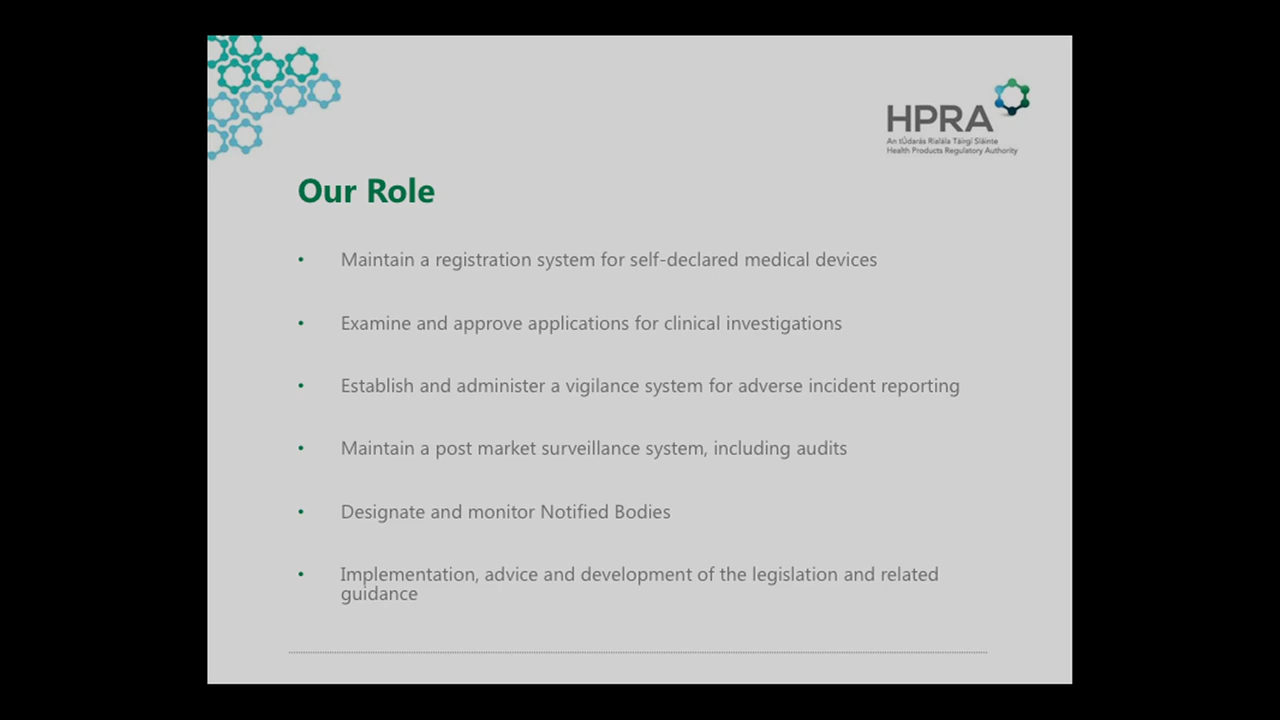 HPRA
An tÚdarás Rialála Táirgí Sláinte
Health Products Regulatory Authority
Our Role
• Maintain a registration system for self-declared medical devices
• Examine and approve applications for clinical investigations
• Establish and administer a vigilance system for adverse incident reporting
• Maintain a post market surveillance system, including audits
• Designate and monitor Notified Bodies
• Implementation, advice and development of the legislation and related
guidance